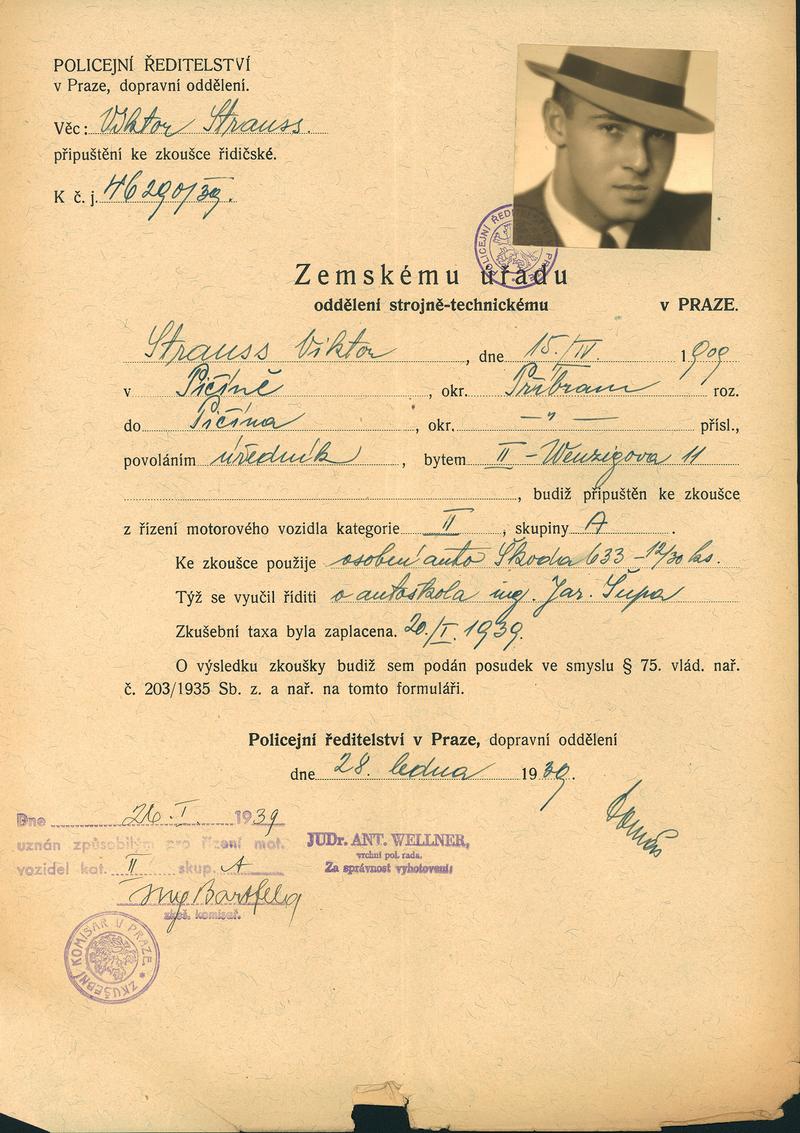 POLICEJNÍ ŘEDITELSTVÍ
v Praze, dopravní oddělení.
Věc: Viktor Strauss.
připuštění ke zkoušce řidičské.
K č. j. 46290/39.
POLICEJNÍ ŘEDITELSTVÍ PRAZE
Zemskému úřadu
oddělení strojně-technickému v PRAZE.
Strauss Viktor, dne 15./IV. 1909
v Pičíně, okr. Příbram roz.
do Pičína, okr. —„— přísl.,
povoláním úředník, bytem II - Wenzigova 11
, budiž připuštěn ke zkoušce
z řízení motorového vozidla kategorie II, skupiny A.
Ke zkoušce použije osobní auto Škoda 633 - 12/30 ks.
Týž se vyučil říditi o autoškola ing. Jar. Šupa
Zkušební taxa byla zaplacena. 20./I. 1939.
O výsledku zkoušky budiž sem podán posudek ve smyslu § 75. vlád. nař.
č. 203/1935 Sb. z. a nař. na tomto formuláři.
Policejní ředitelství v Praze, dopravní oddělení
dne 28. ledna 1939.
Dne 26. I. 1939
uznán způsobilým pro řízení mot.
vozidel kat. II skup. A
zkuš. komisař.
JUDr. ANT. WELLNER,
vrchní pol. rada.
Za správnost vyhotovení:
ZKUŠEBNÍ KOMISAŘ V PRAZE